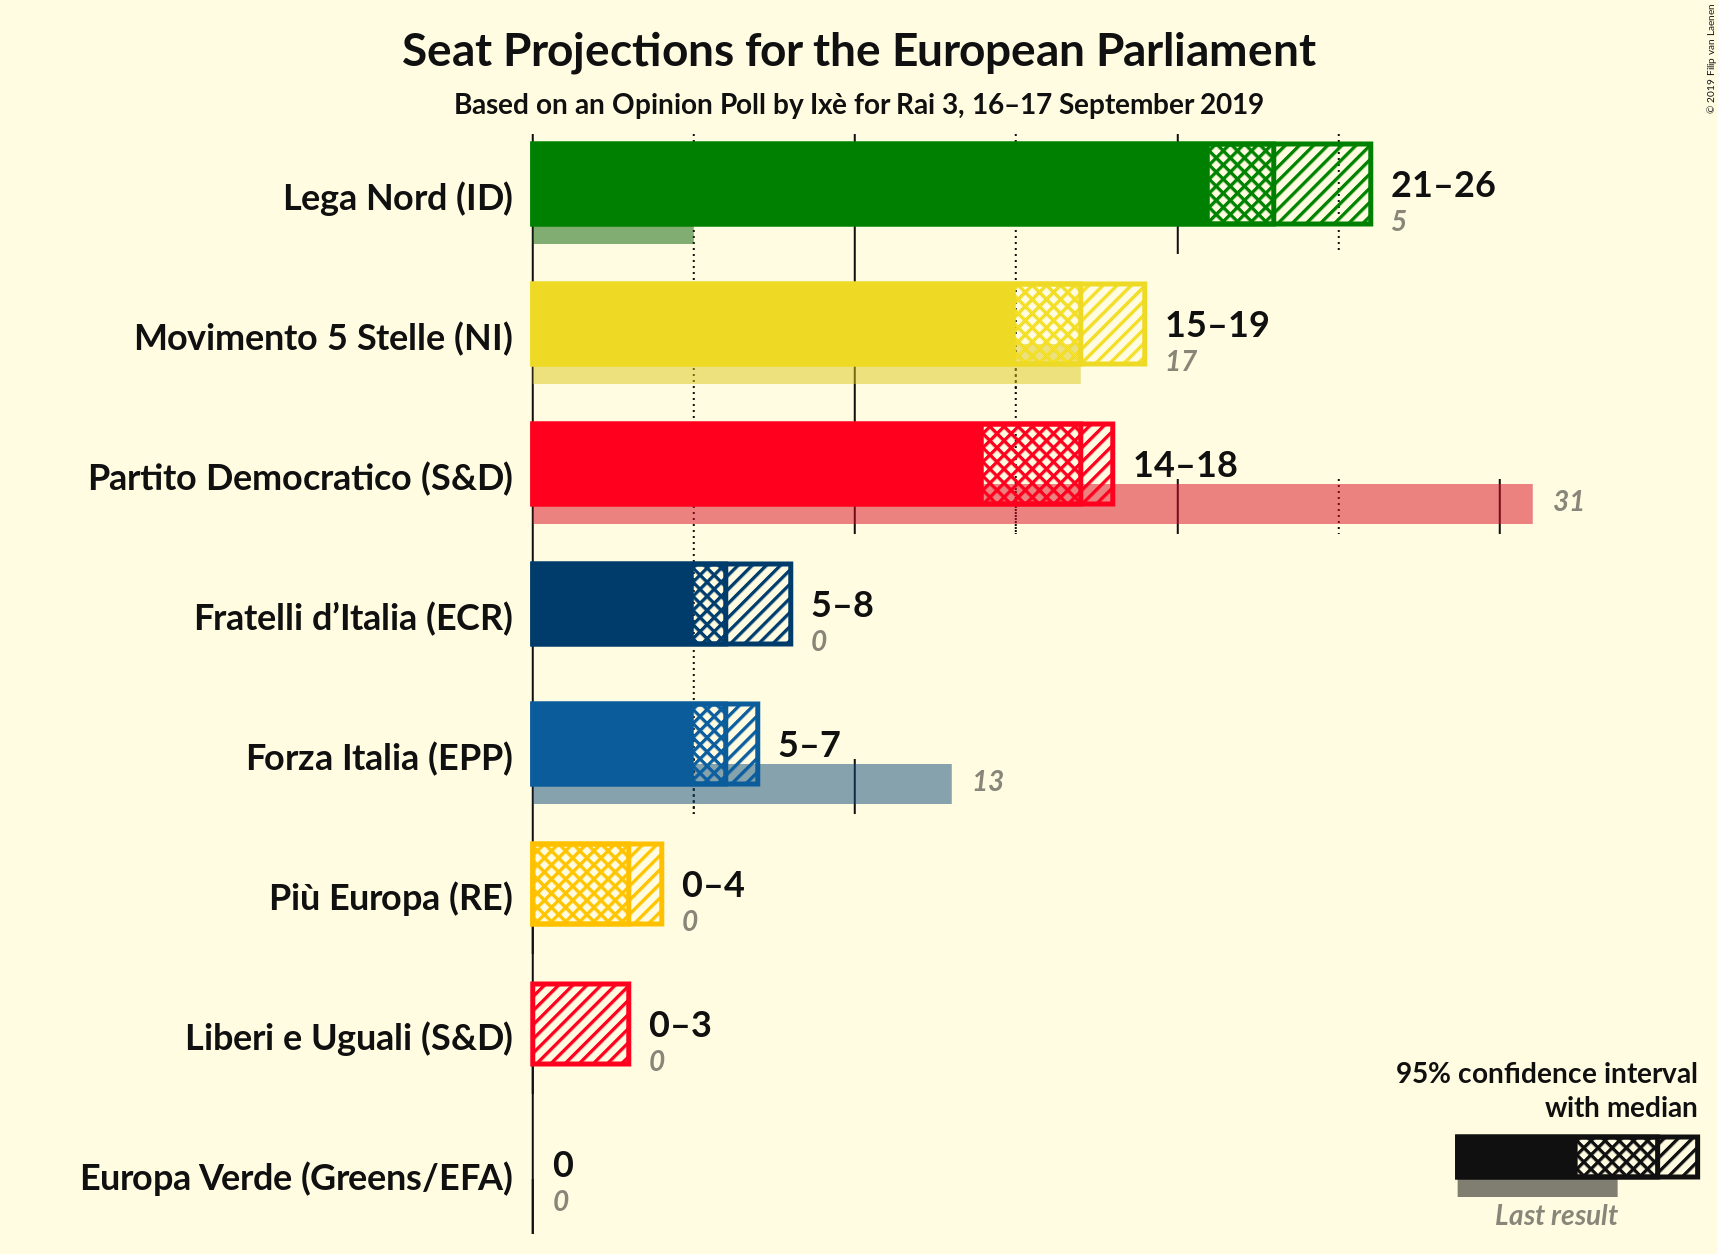 Seat Projections for the European Parliament
Based on an Opinion Poll by Ixè for Rai 3, 16–17 September 2019
© 2019 Filip van Laenen
Lega Nord (ID)
21–26
5
Movimento 5 Stelle (NI)
15–19
17
Partito Democratico (S&D)
14–18
31
Fratelli d’Italia (ECR)
5–8
0
Forza Italia (EPP)
5–7
13
Più Europa (RE)
0–4
0
Liberi e Uguali (S&D)
0–3
0
Europa Verde (Greens/EFA)
0
0
95% confidence interval
with median
Last result